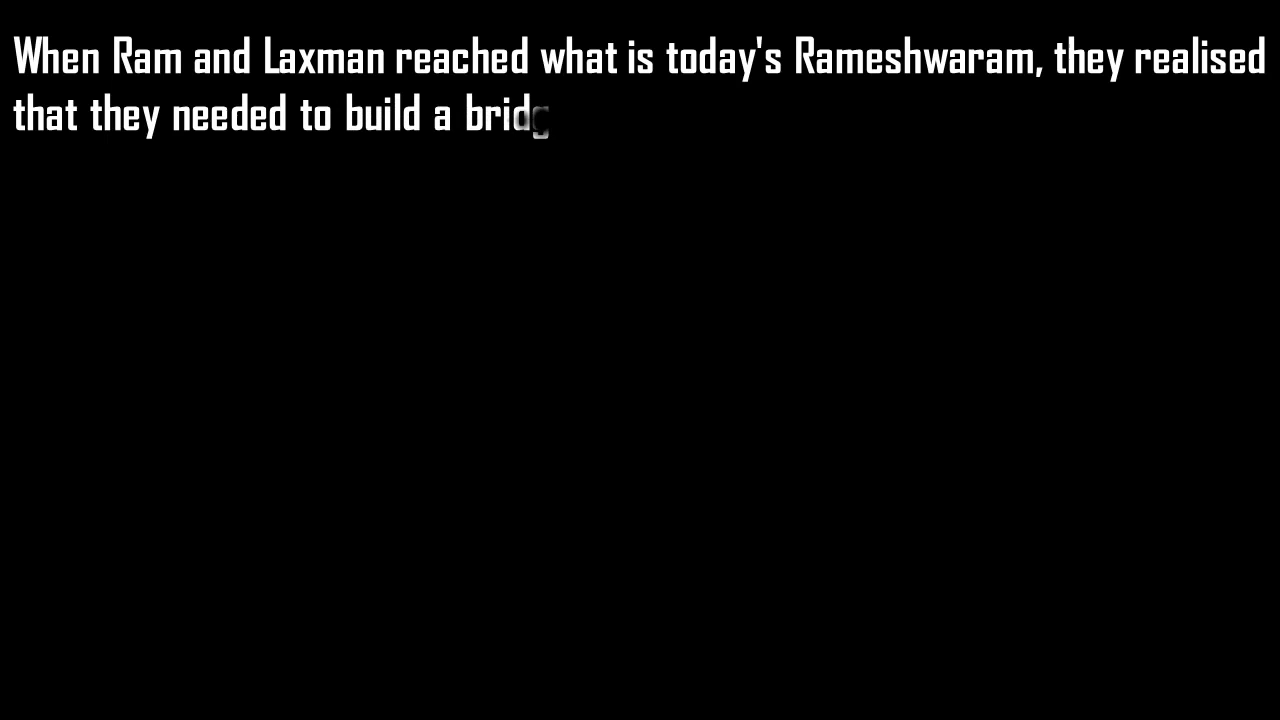 When Ram and Laxman reached what is today's Rameshwaram, they realised
that they needed to build a bridg